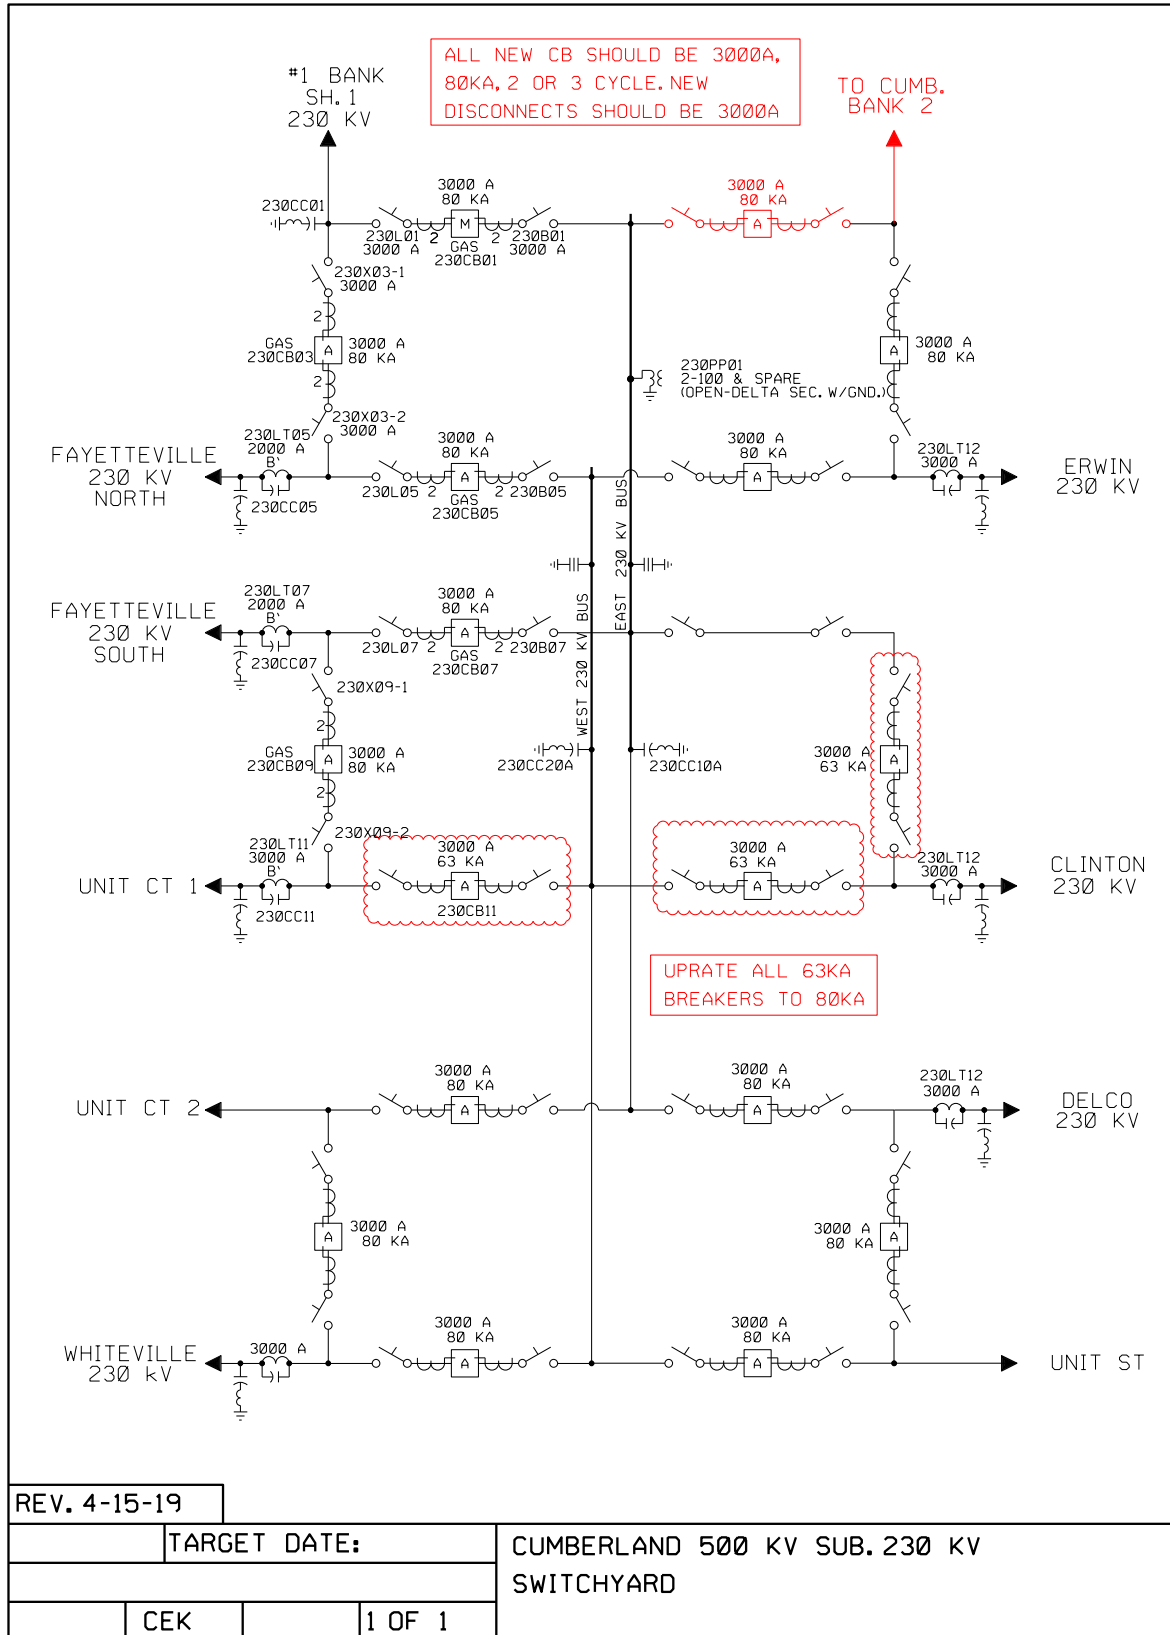 ALL NEW CB SHOULD BE 3000A,
80KA, 2 OR 3 CYCLE. NEW
DISCONNECTS SHOULD BE 3000A
#1 BANK
SH. 1
230 KV
TO CUMB.
BANK 2
3000 A
80 KA
3000 A
80 KA
230CC01
M
A
230L01
3000 A
2
GAS
230CB01
2
230B01
3000 A
230X03-1
3000 A
2
GAS
230CB03
A
3000 A
80 KA
2
A
3000 A
80 KA
230PP01
2-100 & SPARE
(OPEN-DELTA SEC. W/GND.)
230X03-2
3000 A
FAYETTEVILLE
230 KV
NORTH
230LT05
2000 A
B'
230CC05
3000 A
80 KA
A
230L05
2
GAS
230CB05
2
230B05
3000 A
80 KA
A
230LT12
3000 A
ERWIN
230 KV
WEST 230 KV BUS
EAST 230 KV BUS
FAYETTEVILLE
230 KV
SOUTH
230LT07
2000 A
B'
230CC07
3000 A
80 KA
A
230L07
2
GAS
230CB07
2
230B07
230X09-1
2
GAS
230CB09
A
3000 A
80 KA
2
230X09-2
230CC20A
230CC10A
3000 A
63 KA
A
UNIT CT 1
230LT11
3000 A
B'
230CC11
3000 A
63 KA
A
230CB11
3000 A
63 KA
A
230LT12
3000 A
CLINTON
230 KV
UPRATE ALL 63KA
BREAKERS TO 80KA
UNIT CT 2
3000 A
80 KA
A
3000 A
80 KA
A
230LT12
3000 A
DELCO
230 KV
A
3000 A
80 KA
3000 A
80 KA
A
WHITEVILLE
230 kV
3000 A
3000 A
80 KA
A
3000 A
80 KA
A
UNIT ST
REV. 4-15-19
TARGET DATE:
CUMBERLAND 500 KV SUB. 230 KV
SWITCHYARD
CEK
1 OF 1